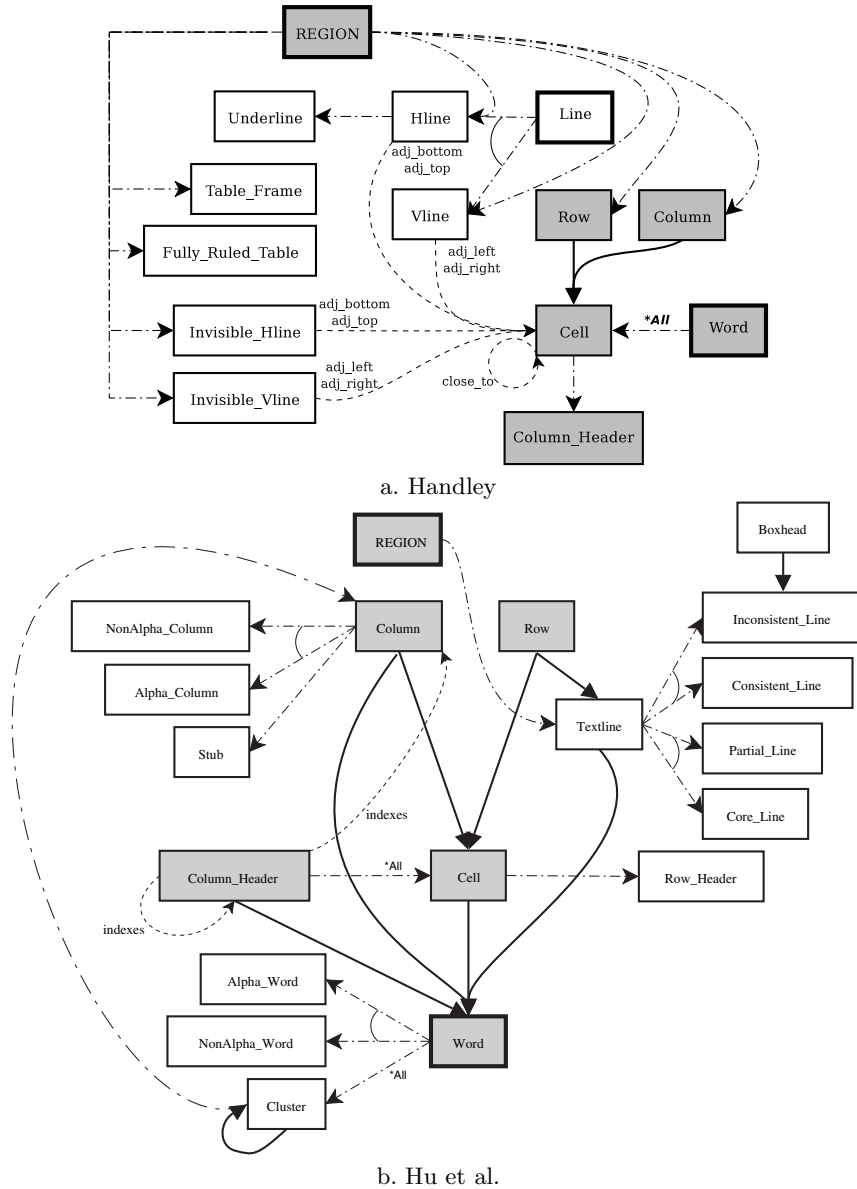 REGION
Underline
Hline
Line
adj_bottom
adj_top
Table_Frame
Vline
Row
Column
Fully_Ruled_Table
adj_left
adj_right
Invisible_Hline
adj_bottom
adj_top
Cell
*All
Word
Invisible_Vline
adj_left
adj_right
close_to
Column_Header
a. Handley
REGION
Boxhead
NonAlpha_Column
Column
Row
Inconsistent_Line
Alpha_Column
Consistent_Line
Stub
Textline
Partial_Line
Core_Line
indexes
Column_Header
*All
Cell
Row_Header
indexes
Alpha_Word
NonAlpha_Word
Word
*All
Cluster
b. Hu et al.